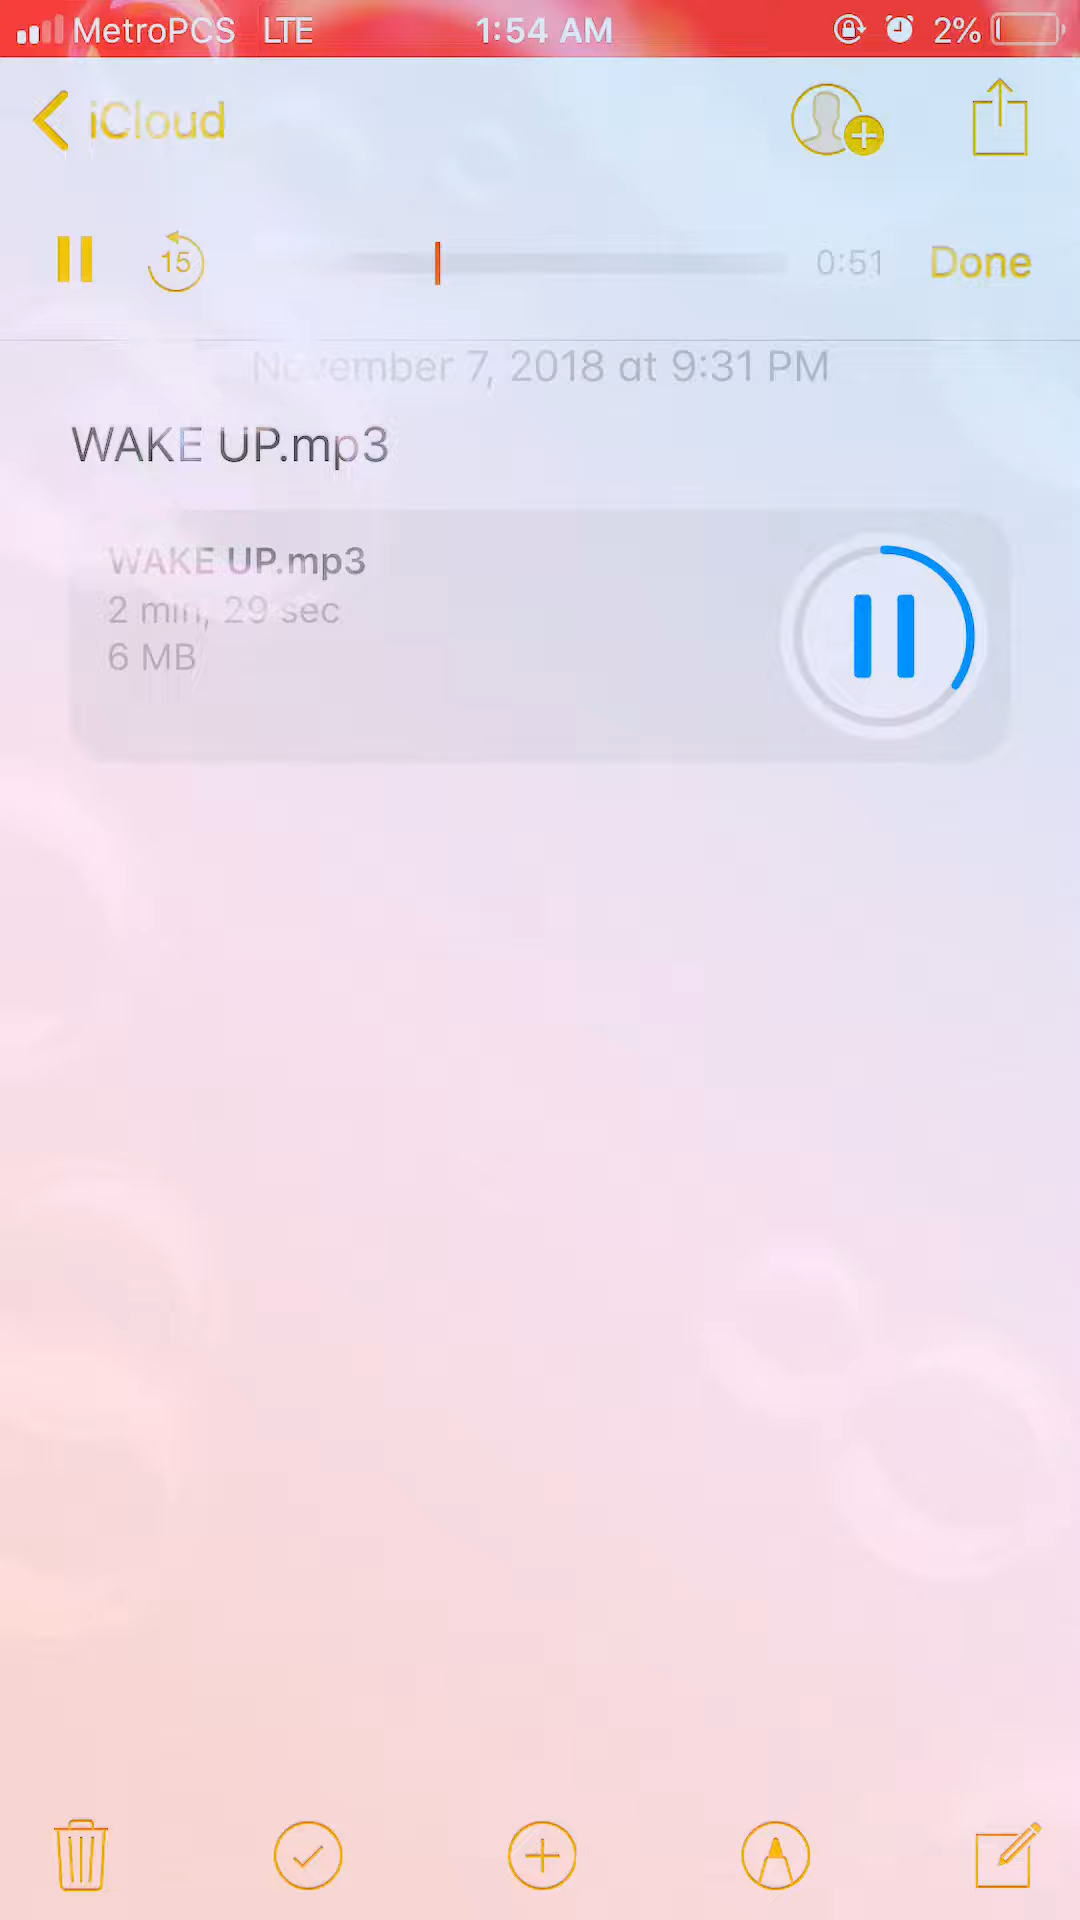 MetroPCS LTE 1:54 AM 2%
iCloud
15 0:51 Done
November 7, 2018 at 9:31 PM
WAKE UP.mp3
WAKE UP.mp3
2 min, 29 sec
6 MB